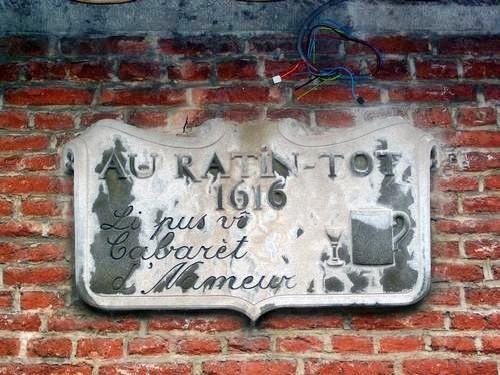 AU RATIN-TOT
1616
Li pus vî
Cabarèt
d'Nameur